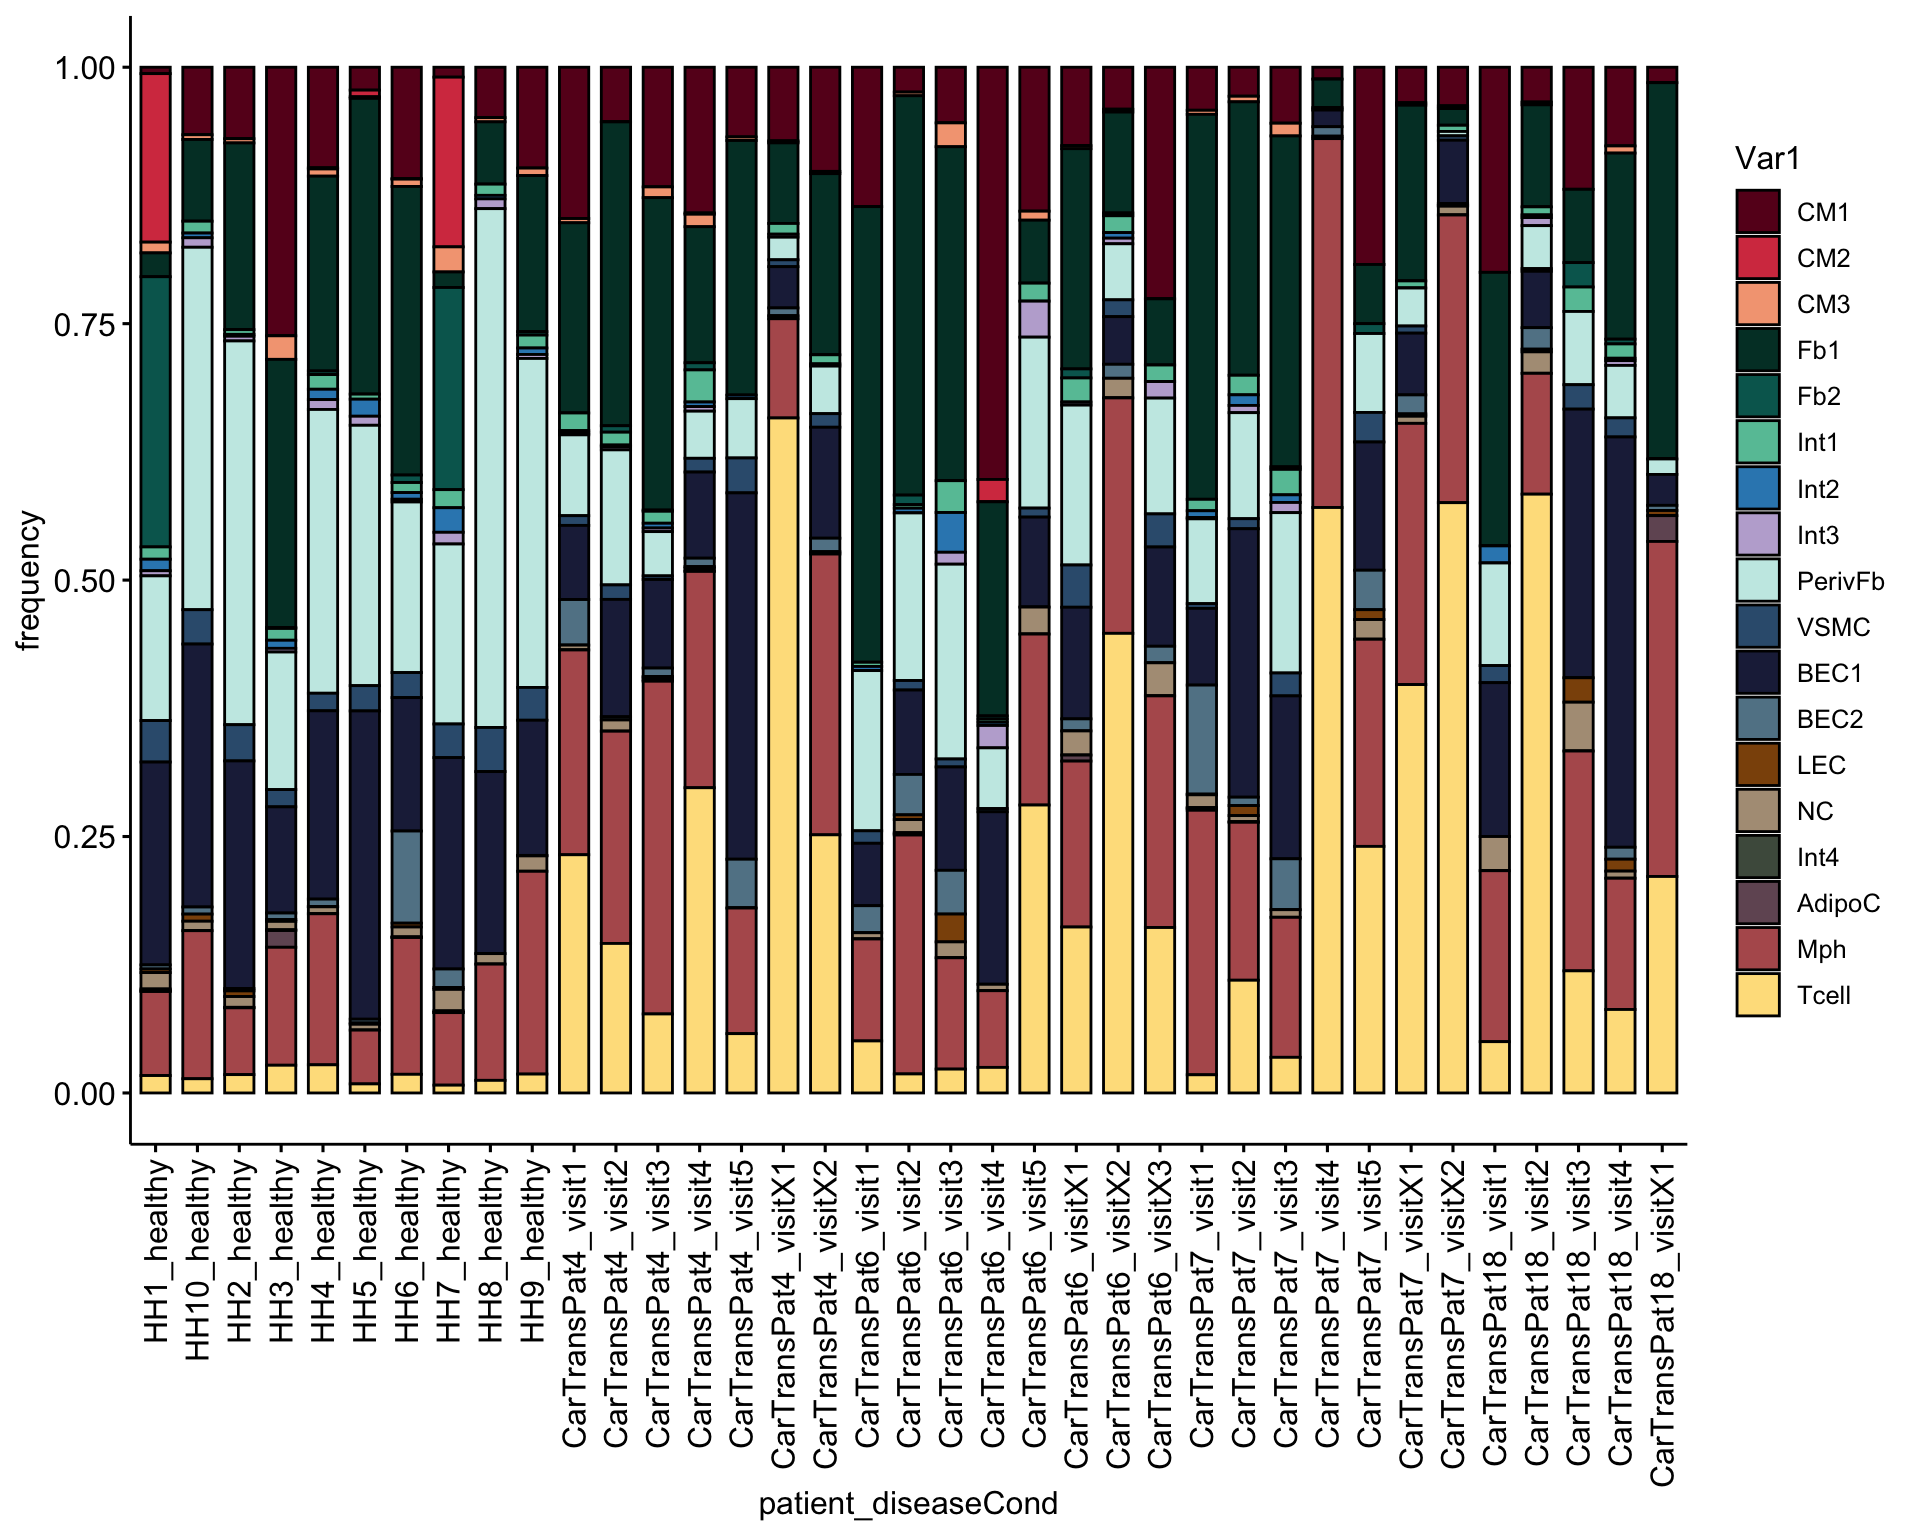 1.00
0.75
0.50
0.25
0.00
frequency
HH1_healthy
HH10_healthy
HH2_healthy
HH3_healthy
HH4_healthy
HH5_healthy
HH6_healthy
HH7_healthy
HH8_healthy
HH9_healthy
CarTransPat4_visit1
CarTransPat4_visit2
CarTransPat4_visit3
CarTransPat4_visit4
CarTransPat4_visit5
CarTransPat4_visitX1
CarTransPat4_visitX2
CarTransPat6_visit1
CarTransPat6_visit2
CarTransPat6_visit3
CarTransPat6_visit4
CarTransPat6_visit5
CarTransPat6_visitX1
CarTransPat6_visitX2
CarTransPat6_visitX3
CarTransPat7_visit1
CarTransPat7_visit2
CarTransPat7_visit3
CarTransPat7_visit4
CarTransPat7_visit5
CarTransPat7_visitX1
CarTransPat7_visitX2
CarTransPat18_visit1
CarTransPat18_visit2
CarTransPat18_visit3
CarTransPat18_visit4
CarTransPat18_visitX1
patient_diseaseCond
Var1
CM1
CM2
CM3
Fb1
Fb2
Int1
Int2
Int3
PerivFb
VSMC
BEC1
BEC2
LEC
NC
Int4
AdipoC
Mph
Tcell